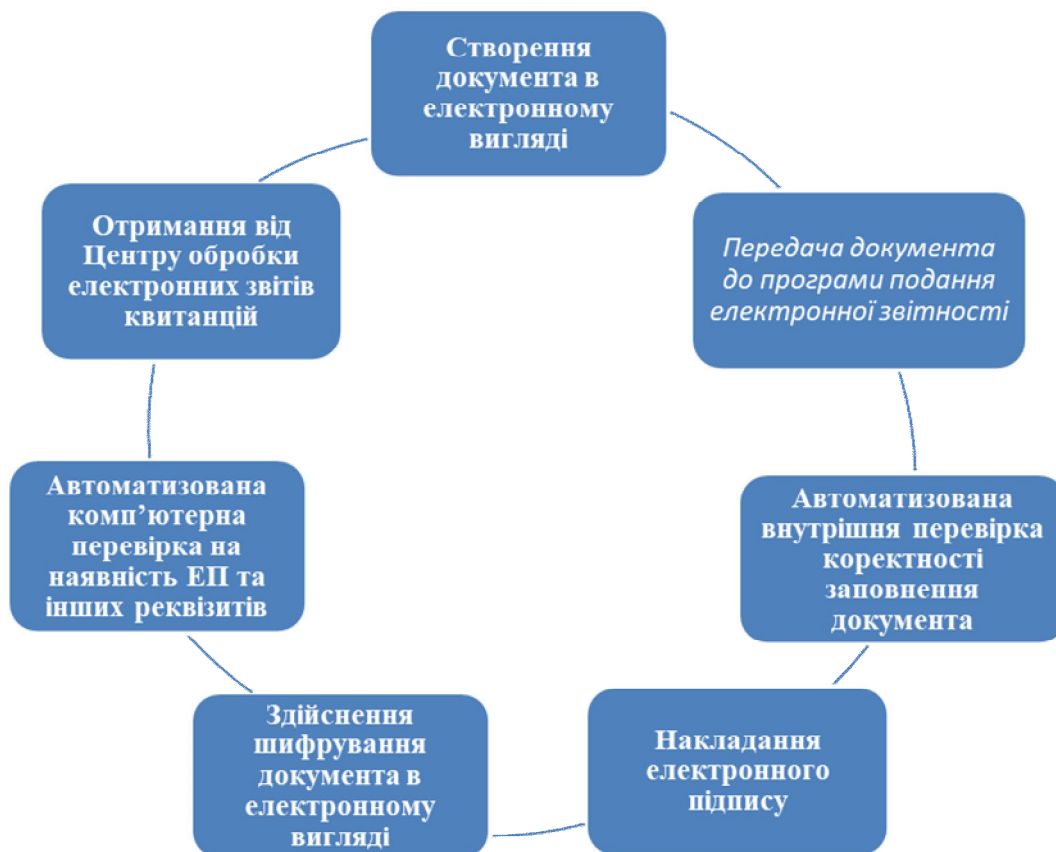 Створення
документа в
електронному
вигляді
Передача документа
до програми подання
електронної звітності
Автоматизована
внутрішня перевірка
коректності
заповнення
документа
Накладання
електронного
підпису
Здійснення
шифрування
документа в
електронному
вигляді
Автоматизована
комп’ютерна
перевірка на
наявність ЕП та
інших реквізитів
Отримання від
Центру обробки
електронних звітів
квитанцій